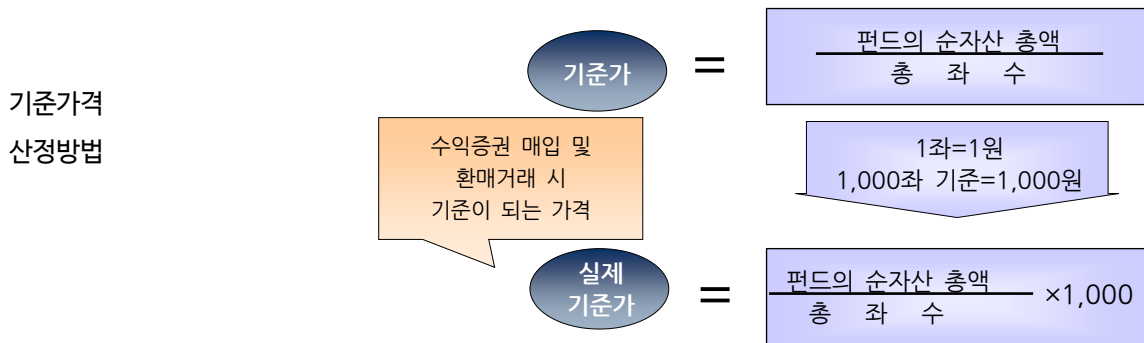 기준가격
산정방법
기준가
=
펀드의 순자산 총액
총 좌 수
수익증권 매입 및
환매거래 시
기준이 되는 가격
1좌=1원
1,000좌 기준=1,000원
실제
기준가
=
펀드의 순자산 총액
총 좌 수
×1,000